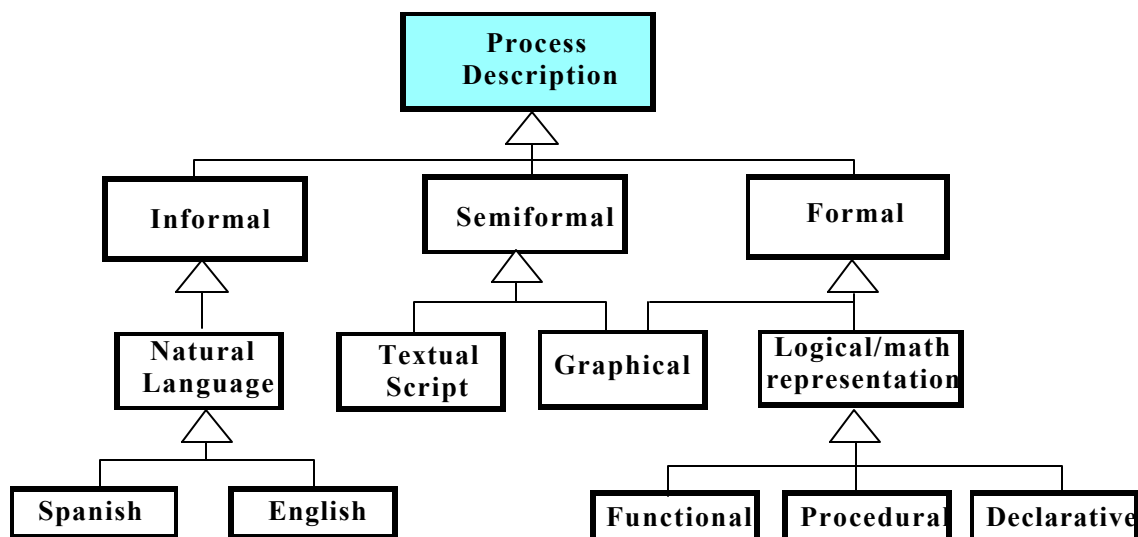 Process
Description
Informal
Semiformal
Formal
Natural
Language
Textual
Script
Graphical
Logical/math
representation
Spanish
English
Functional
Procedural
Declarative